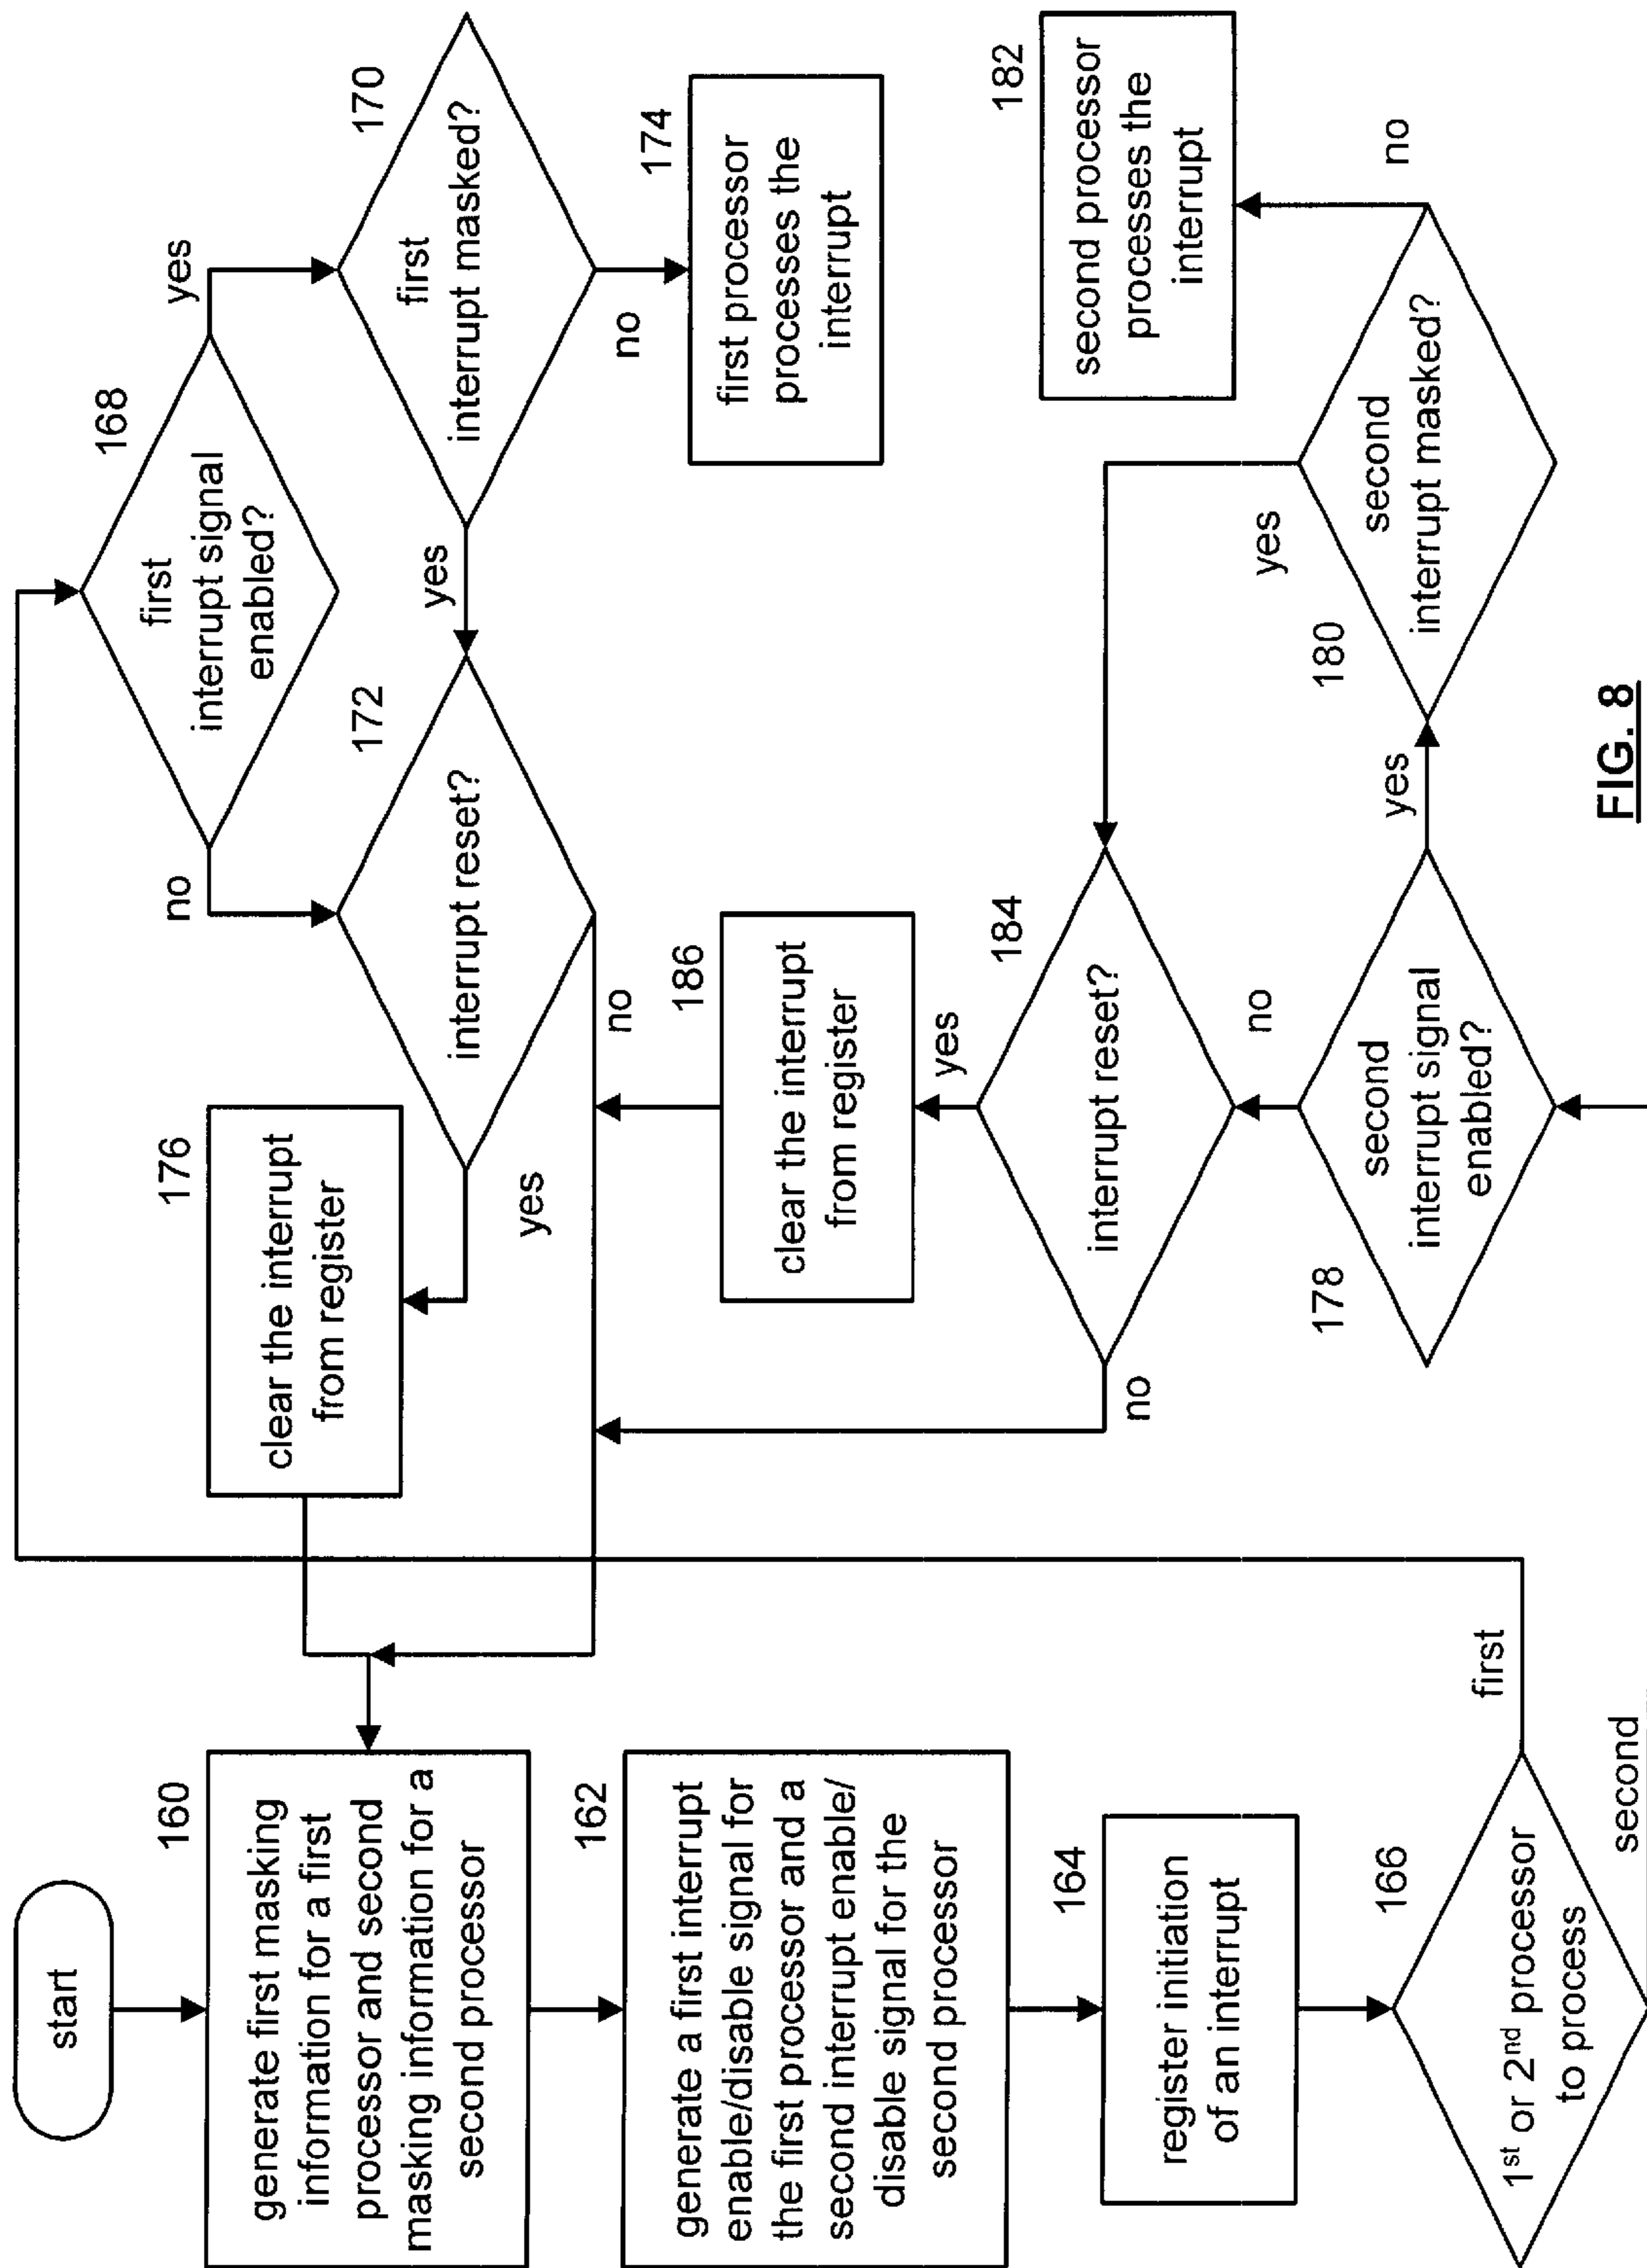 start
160
generate first masking
information for a first
processor and second
masking information for a
second processor
162
generate a first interrupt
enable/disable signal for
the first processor and a
second interrupt enable/
disable signal for the
second processor
164
register initiation
of an interrupt
166
1st or 2nd processor
to process
first
second
168
first
interrupt signal
enabled?
yes
no
170
first
interrupt masked?
yes
no
172
interrupt reset?
yes
no
174
first processor
processes the
interrupt
176
clear the interrupt
from register
178
second
interrupt signal
enabled?
yes
no
180
second
interrupt masked?
yes
no
182
second processor
processes the
interrupt
184
interrupt reset?
yes
no
186
clear the interrupt
from register
FIG. 8